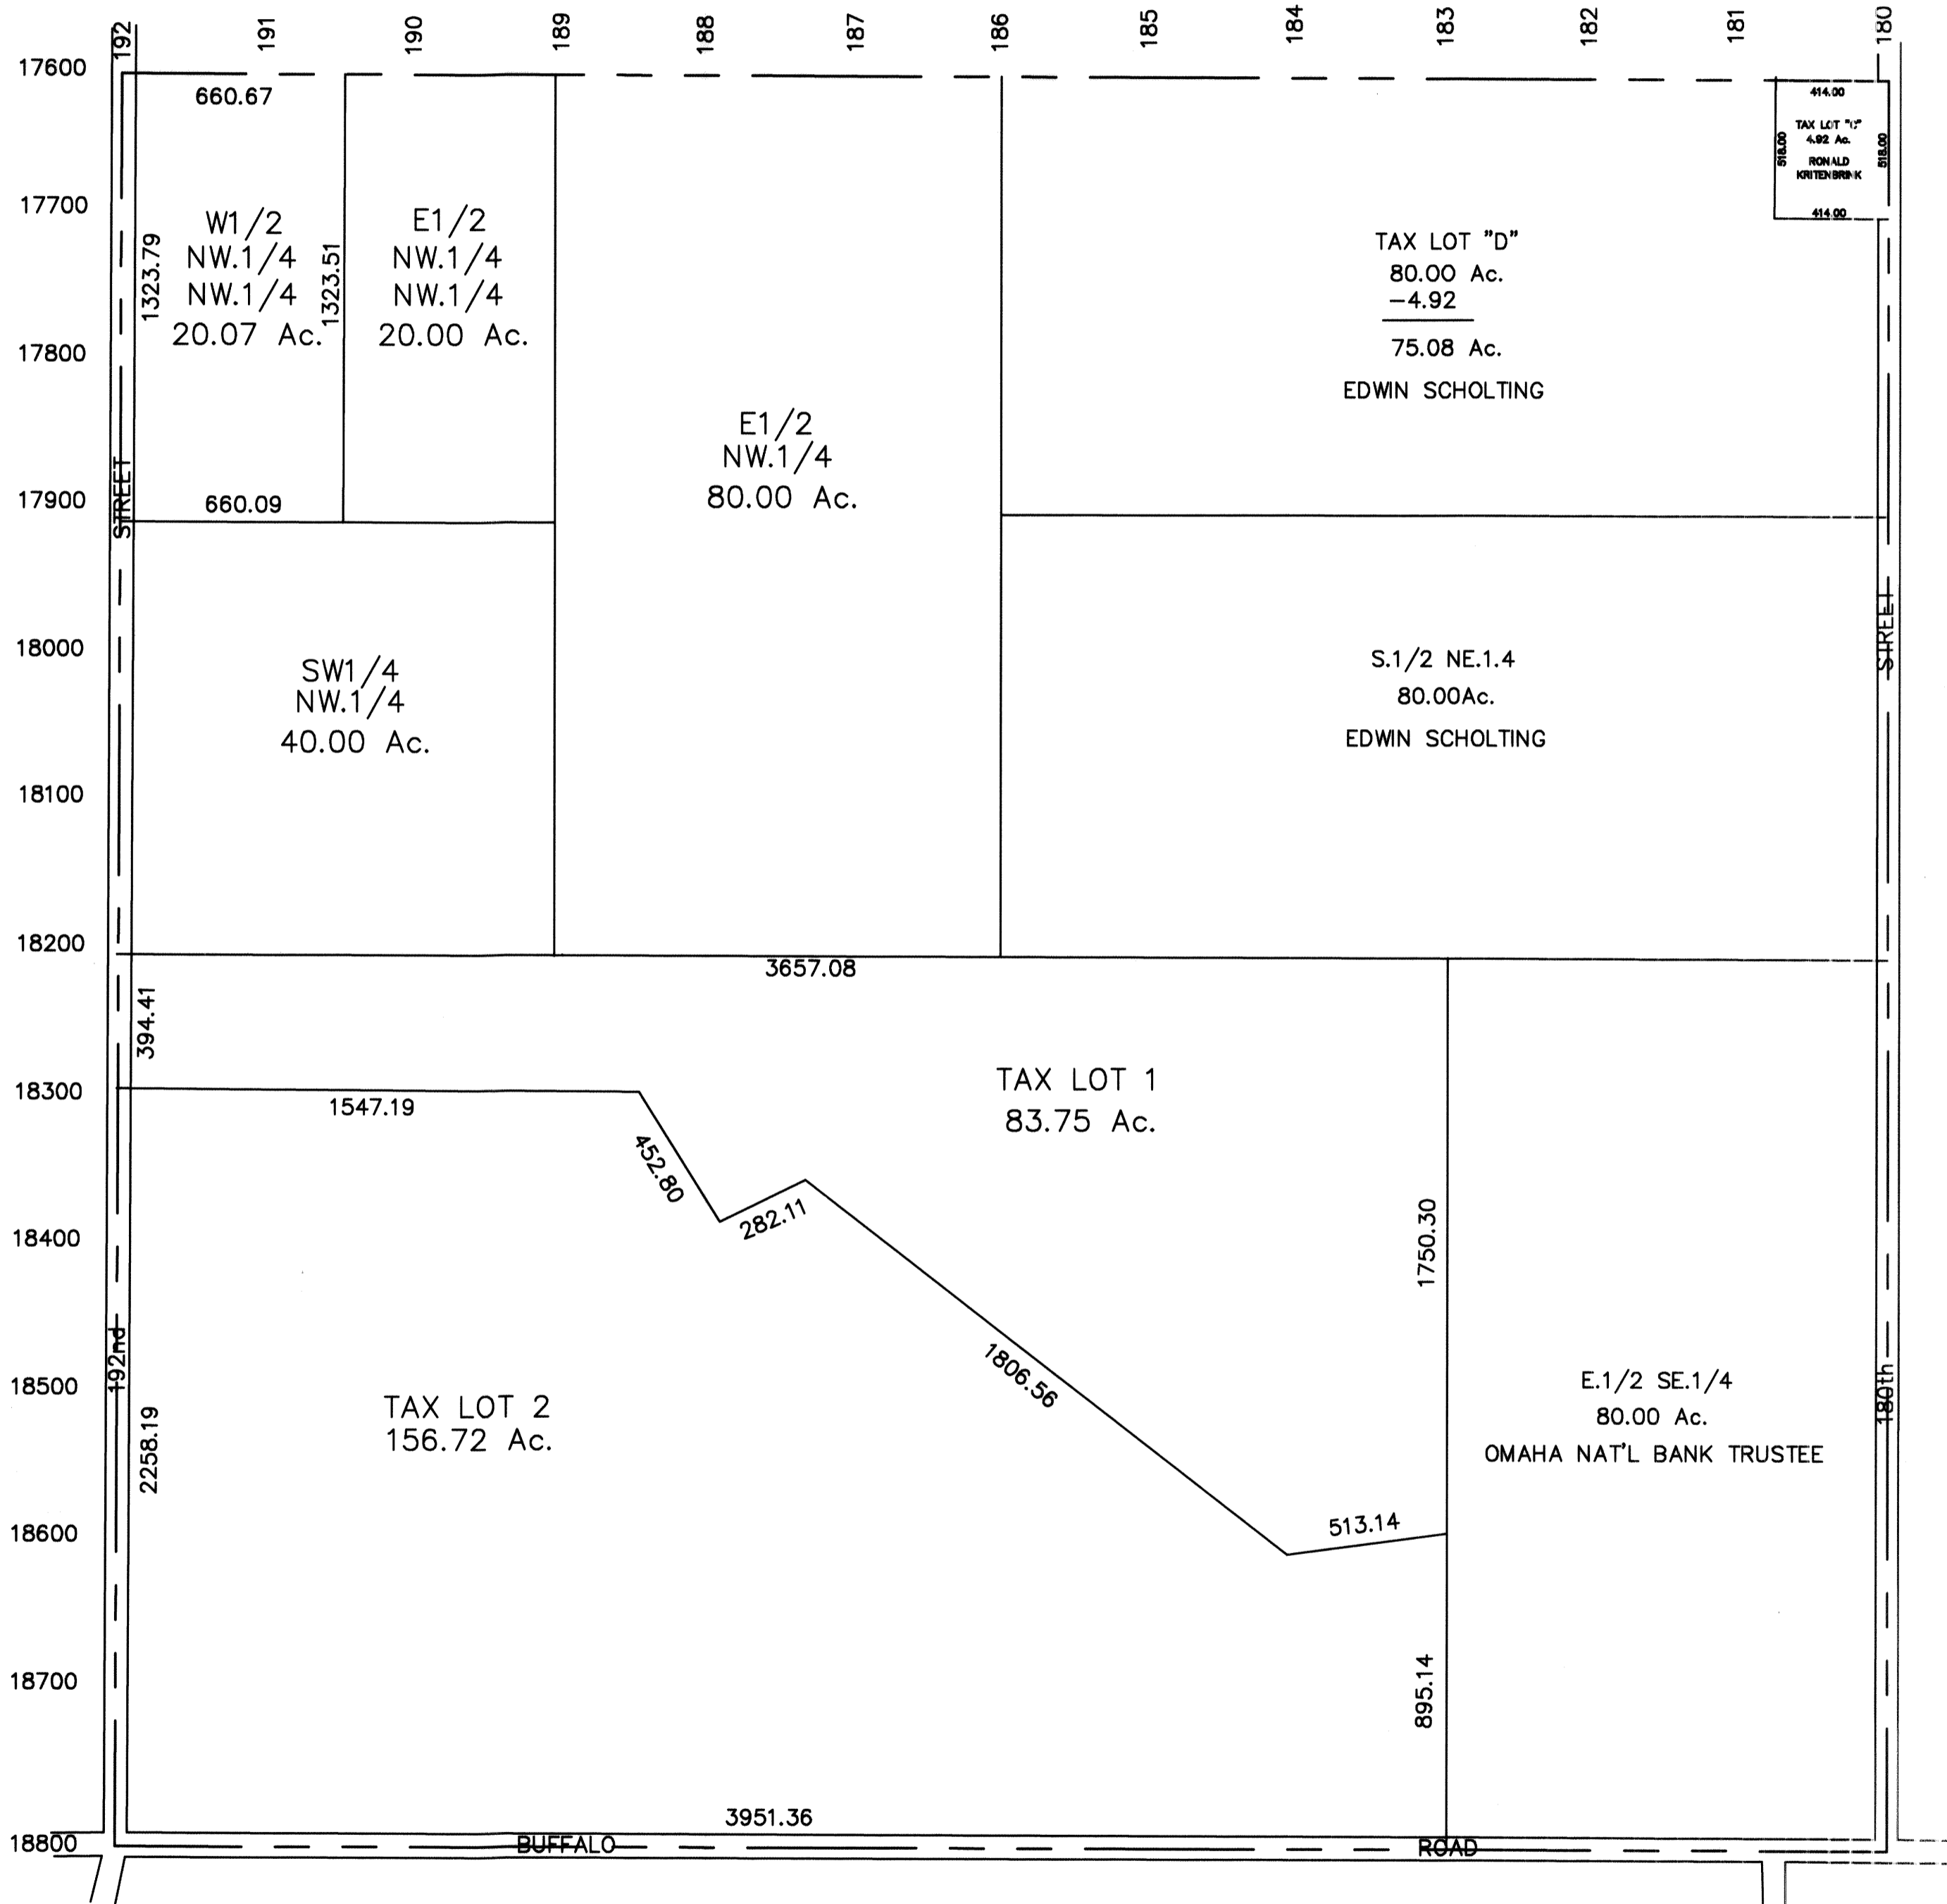 192
191
190
189
188
187
186
185
184
183
182
181
180
17600
17700
17800
17900
18000
18100
18200
18300
18400
18500
18600
18700
18800
660.67
1323.79
W1/2
NW.1/4
NW.1/4
20.07 Ac.
1323.51
660.09
E1/2
NW.1/4
NW.1/4
20.00 Ac.
E1/2
NW.1/4
80.00 Ac.
TAX LOT "D"
80.00 Ac.
-4.92
75.08 Ac.
EDWIN SCHOLTING
414.00
518.00
TAX LOT "C"
4.92 Ac.
RONALD
KRITENBRINK
518.00
414.00
STREET
SW1/4
NW.1/4
40.00 Ac.
S.1/2 NE.1.4
80.00Ac.
EDWIN SCHOLTING
STREET
3657.08
394.41
1547.19
452.80
282.11
TAX LOT 1
83.75 Ac.
1750.30
1806.56
513.14
192nd
2258.19
TAX LOT 2
156.72 Ac.
E.1/2 SE.1/4
80.00 Ac.
OMAHA NAT'L BANK TRUSTEE
180th
895.14
3951.36
BUFFALO ROAD